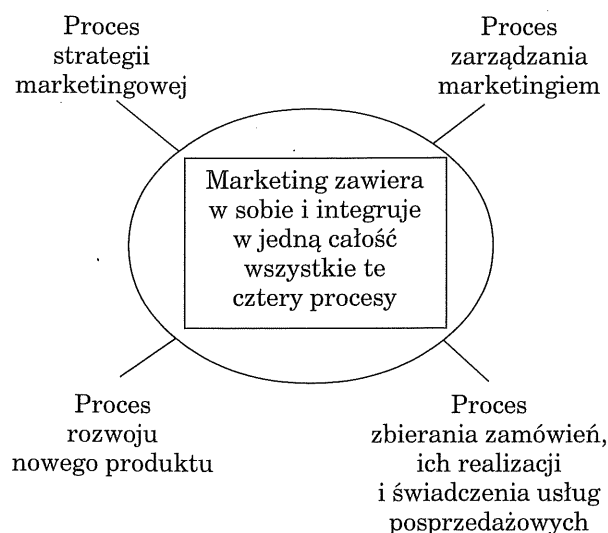 Proces
strategii
marketingowej
Proces
zarządzania
marketingiem
Marketing zawiera
w sobie i integruje
w jedną całość
wszystkie te
cztery procesy
Proces
rozwoju
nowego produktu
Proces
zbierania zamówień,
ich realizacji
i świadczenia usług
posprzedażowych